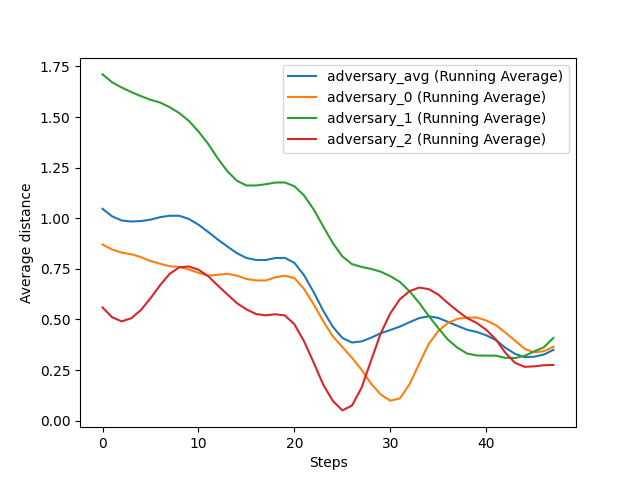 1.75
1.50
1.25
1.00
0.75
0.50
0.25
0.00
Average distance
adversary_avg (Running Average)
adversary_0 (Running Average)
adversary_1 (Running Average)
adversary_2 (Running Average)
0 10 20 30 40
Steps